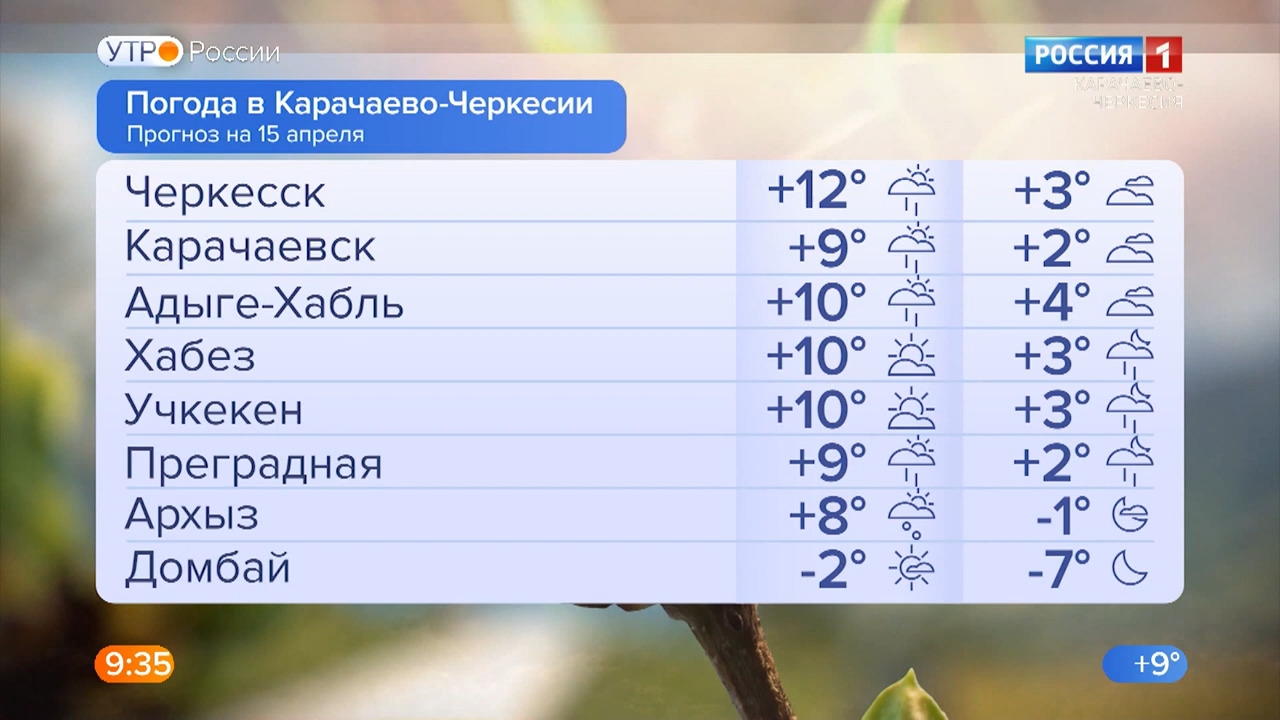 УТРО России
РОССИЯ 1
КАРАЧАЕВО-
ЧЕРКЕСИЯ
Погода в Карачаево-Черкесии
Прогноз на 15 апреля
Черкесск +12° +3°
Карачаевск +9° +2°
Адыге-Хабль +10° +4°
Хабез +10° +3°
Учкекен +10° +3°
Преградная +9° +2°
Архыз +8° -1°
Домбай -2° -7°
9:35 +9°